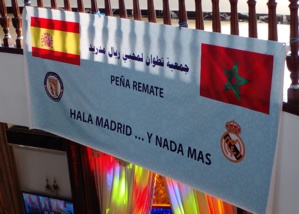 جمعية تطوان لمحبي ريال مدريد
PEÑA REMATE
HALA MADRID ... Y NADA MAS